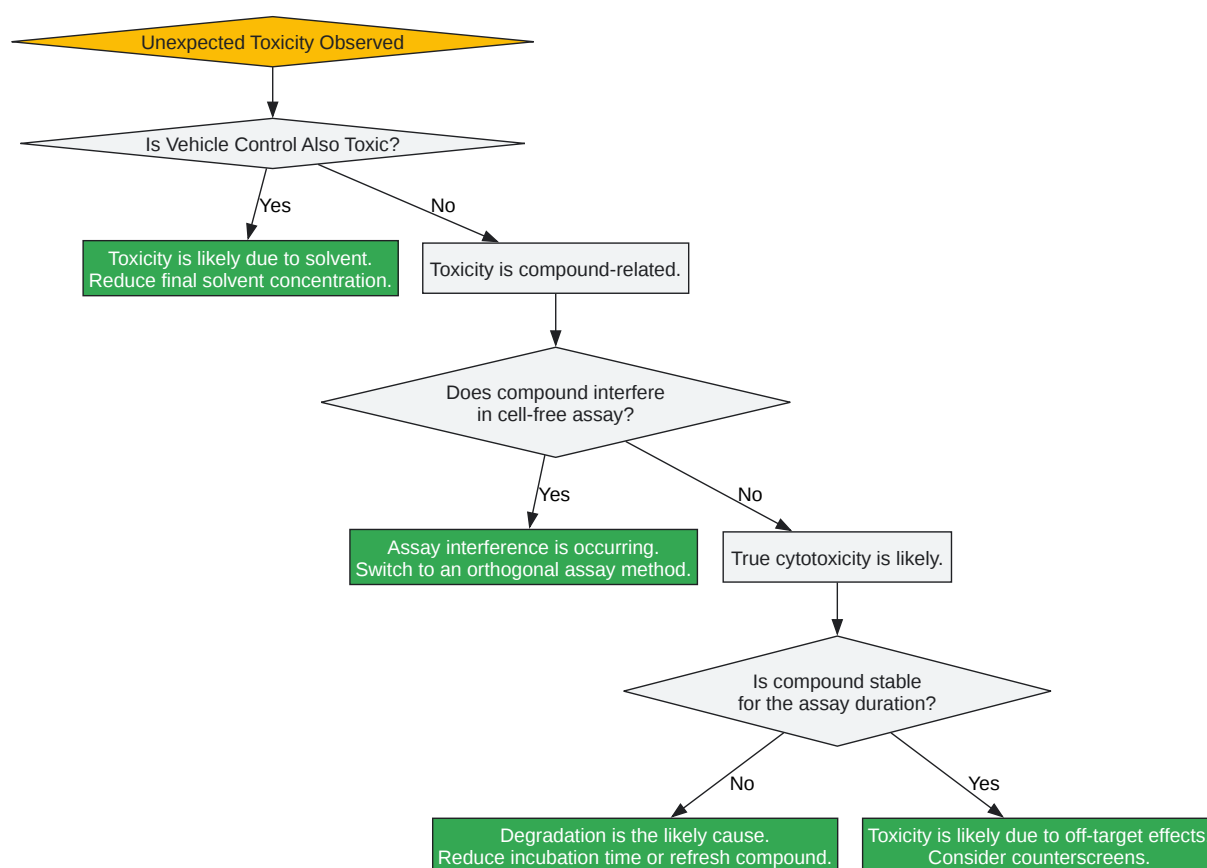 Unexpected Toxicity Observed
Is Vehicle Control Also Toxic?
Yes
No
Toxicity is likely due to solvent.
Reduce final solvent concentration.
Toxicity is compound-related.
Does compound interfere
in cell-free assay?
Yes
No
Assay interference is occurring.
Switch to an orthogonal assay method.
True cytotoxicity is likely.
Is compound stable
for the assay duration?
No
Yes
Degradation is the likely cause.
Reduce incubation time or refresh compound.
Toxicity is likely due to off-target effects
Consider counterscreens.